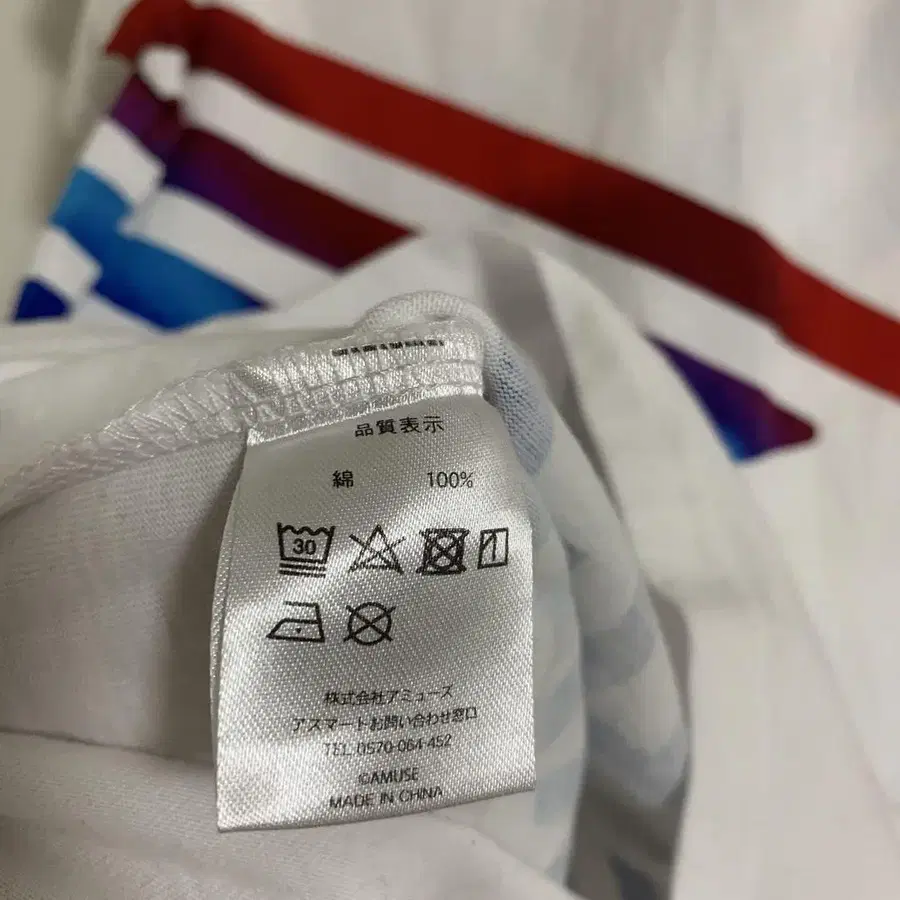 品質表示
綿 100%
30
株式会社アミューズ
アスマートお問い合わせ窓口
TEL.0570-064-452
©AMUSE
MADE IN CHINA